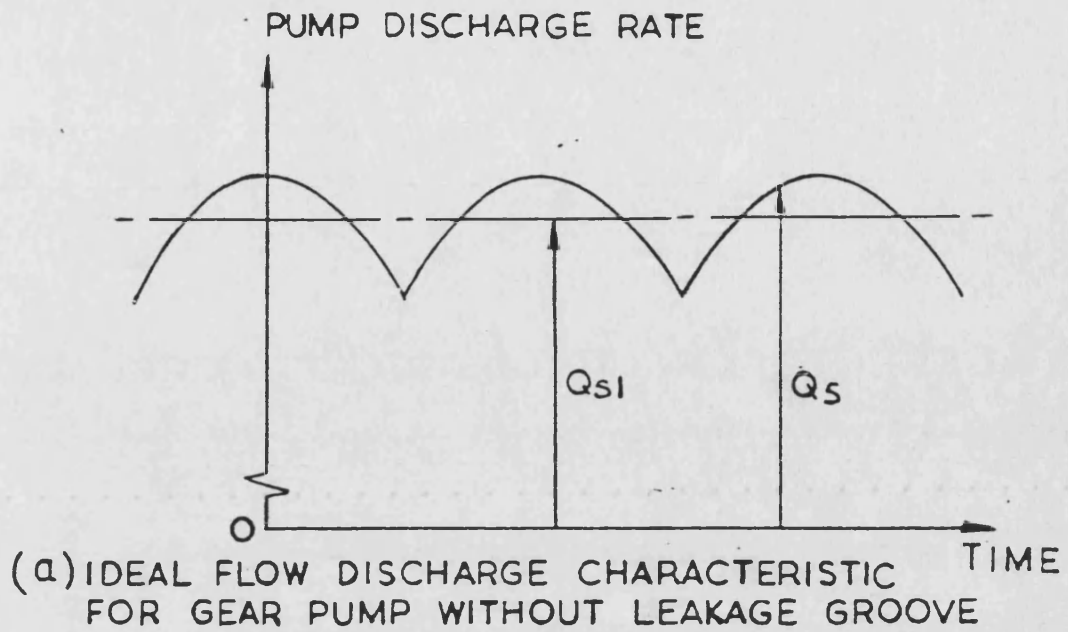 PUMP DISCHARGE RATE
Qs1
Qs
O
TIME
(a) IDEAL FLOW DISCHARGE CHARACTERISTIC
FOR GEAR PUMP WITHOUT LEAKAGE GROOVE